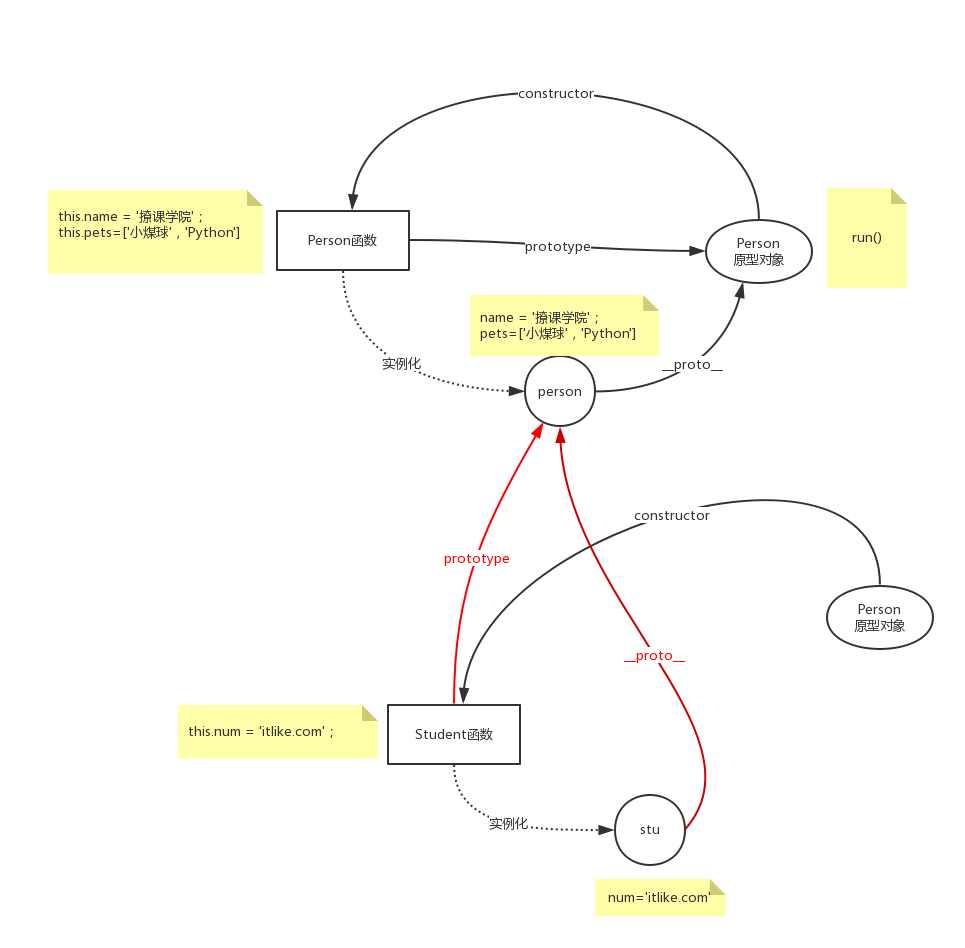 constructor
this.name = '撩课学院' ;
this.pets=['小煤球' , 'Python']
Person函数
prototype
Person
原型对象
run()
name = '撩课学院' ;
pets=['小煤球' , 'Python']
实例化
__proto__
person
constructor
prototype
Person
原型对象
__proto__
this.num = 'itlike.com' ;
Student函数
实例化
stu
num='itlike.com'